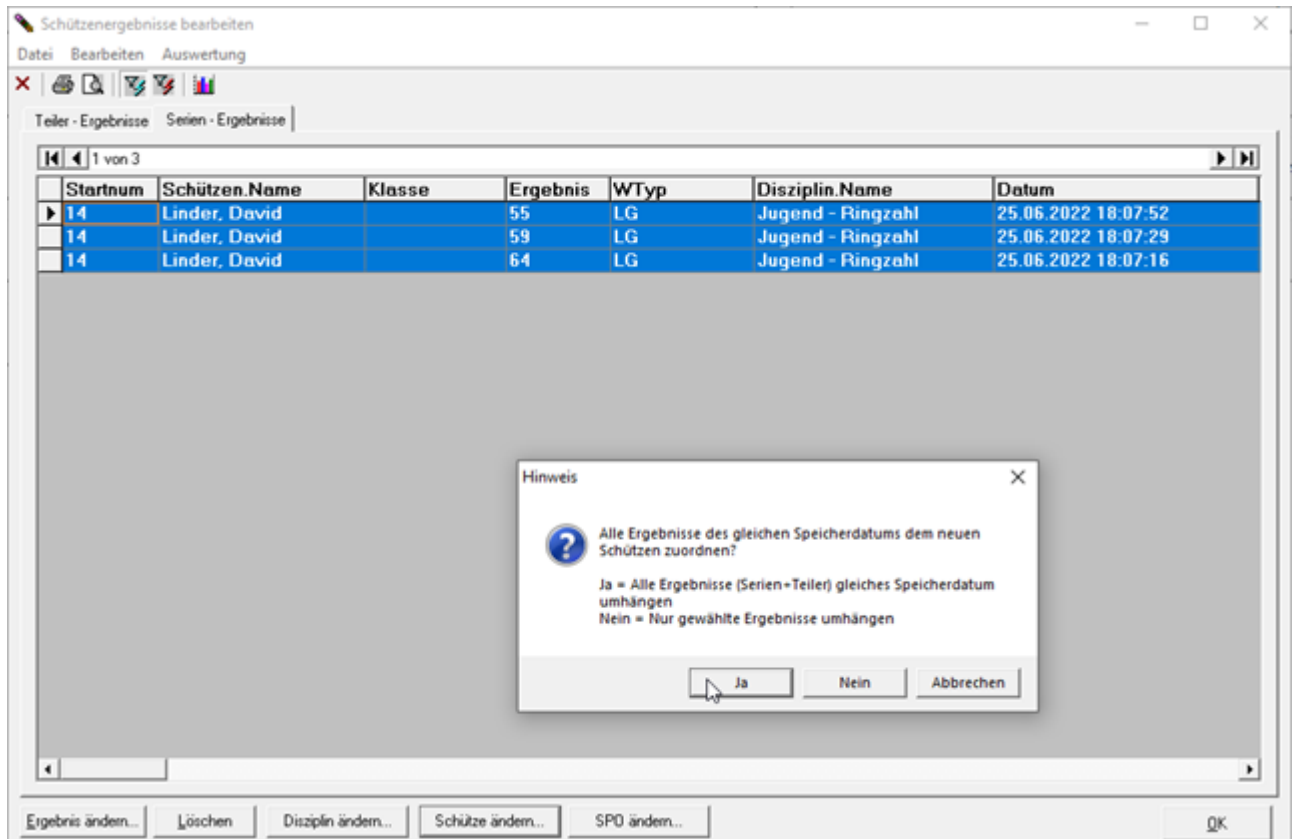 Schützenergebnisse bearbeiten
Datei Bearbeiten Auswertung
Teiler - Ergebnisse Serien - Ergebnisse
1 von 3
Startnum Schützen.Name Klasse Ergebnis WTyp Disziplin.Name Datum
14 Linder, David 55 LG Jugend - Ringzahl 25.06.2022 18:07:52
14 Linder, David 59 LG Jugend - Ringzahl 25.06.2022 18:07:29
14 Linder, David 64 LG Jugend - Ringzahl 25.06.2022 18:07:16
Hinweis
Alle Ergebnisse des gleichen Speicherdatums dem neuen
Schützen zuordnen?
Ja = Alle Ergebnisse (Serien+Teiler) gleiches Speicherdatum
umhängen
Nein = Nur gewählte Ergebnisse umhängen
Ja Nein Abbrechen
Ergebnis ändern... Löschen Disziplin ändern... Schütze ändern... SPO ändern... OK